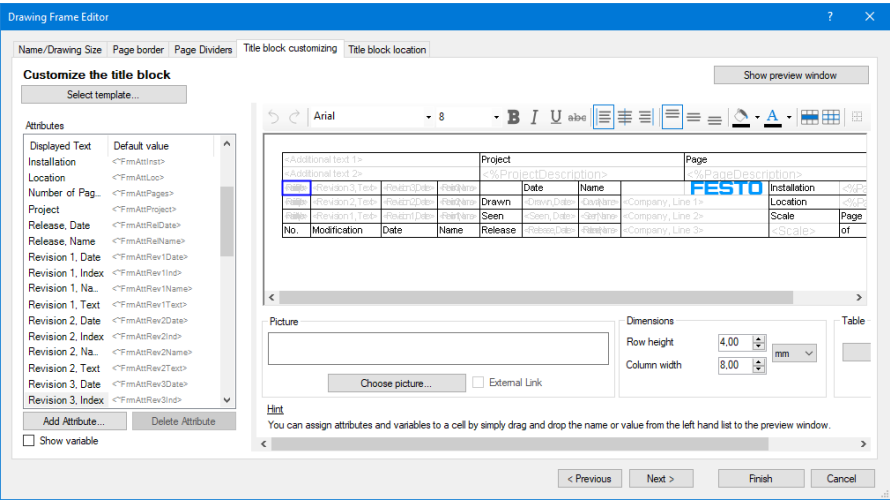 Drawing Frame Editor
Name/Drawing Size Page border Page Dividers Title block customizing Title block location
Customize the title block
Show preview window
Select template...
Arial 8 B I U abc A
Attributes
Displayed Text Default value
Installation <^FrmAttInst>
Location <^FrmAttLoc>
Number of Pag... <^FrmAttPages>
Project <^FrmAttProject>
Release, Date <^FrmAttRelDate>
Release, Name <^FrmAttRelName>
Revision 1, Date <^FrmAttRev1Date>
Revision 1, Index <^FrmAttRev1Ind>
Revision 1, Na... <^FrmAttRev1Name>
Revision 1, Text <^FrmAttRev1Text>
Revision 2, Date <^FrmAttRev2Date>
Revision 2, Index <^FrmAttRev2Ind>
Revision 2, Na... <^FrmAttRev2Name>
Revision 2, Text <^FrmAttRev2Text>
Revision 3, Date <^FrmAttRev3Date>
Revision 3, Index <^FrmAttRev3Ind>
Add Attribute... Delete Attribute
Show variable
<Additional text 1> Project Page
<Additional text 2> <%ProjectDescription> <%PageDescription>
<Revision 3, Text> Date Name FESTO Installation
<Revision 2, Text> Drawn <Drawn, Date> <Company, Line 1> Location
<Revision 1, Text> Seen <Seen, Date> <Company, Line 2> Scale Page
No. Modification Date Name Release <Release, Date> <Company, Line 3> <Scale> of
Picture
Choose picture... External Link
Dimensions
Row height 4,00
mm
Column width 8,00
Table
Hint
You can assign attributes and variables to a cell by simply drag and drop the name or value from the left hand list to the preview window.
< Previous Next > Finish Cancel